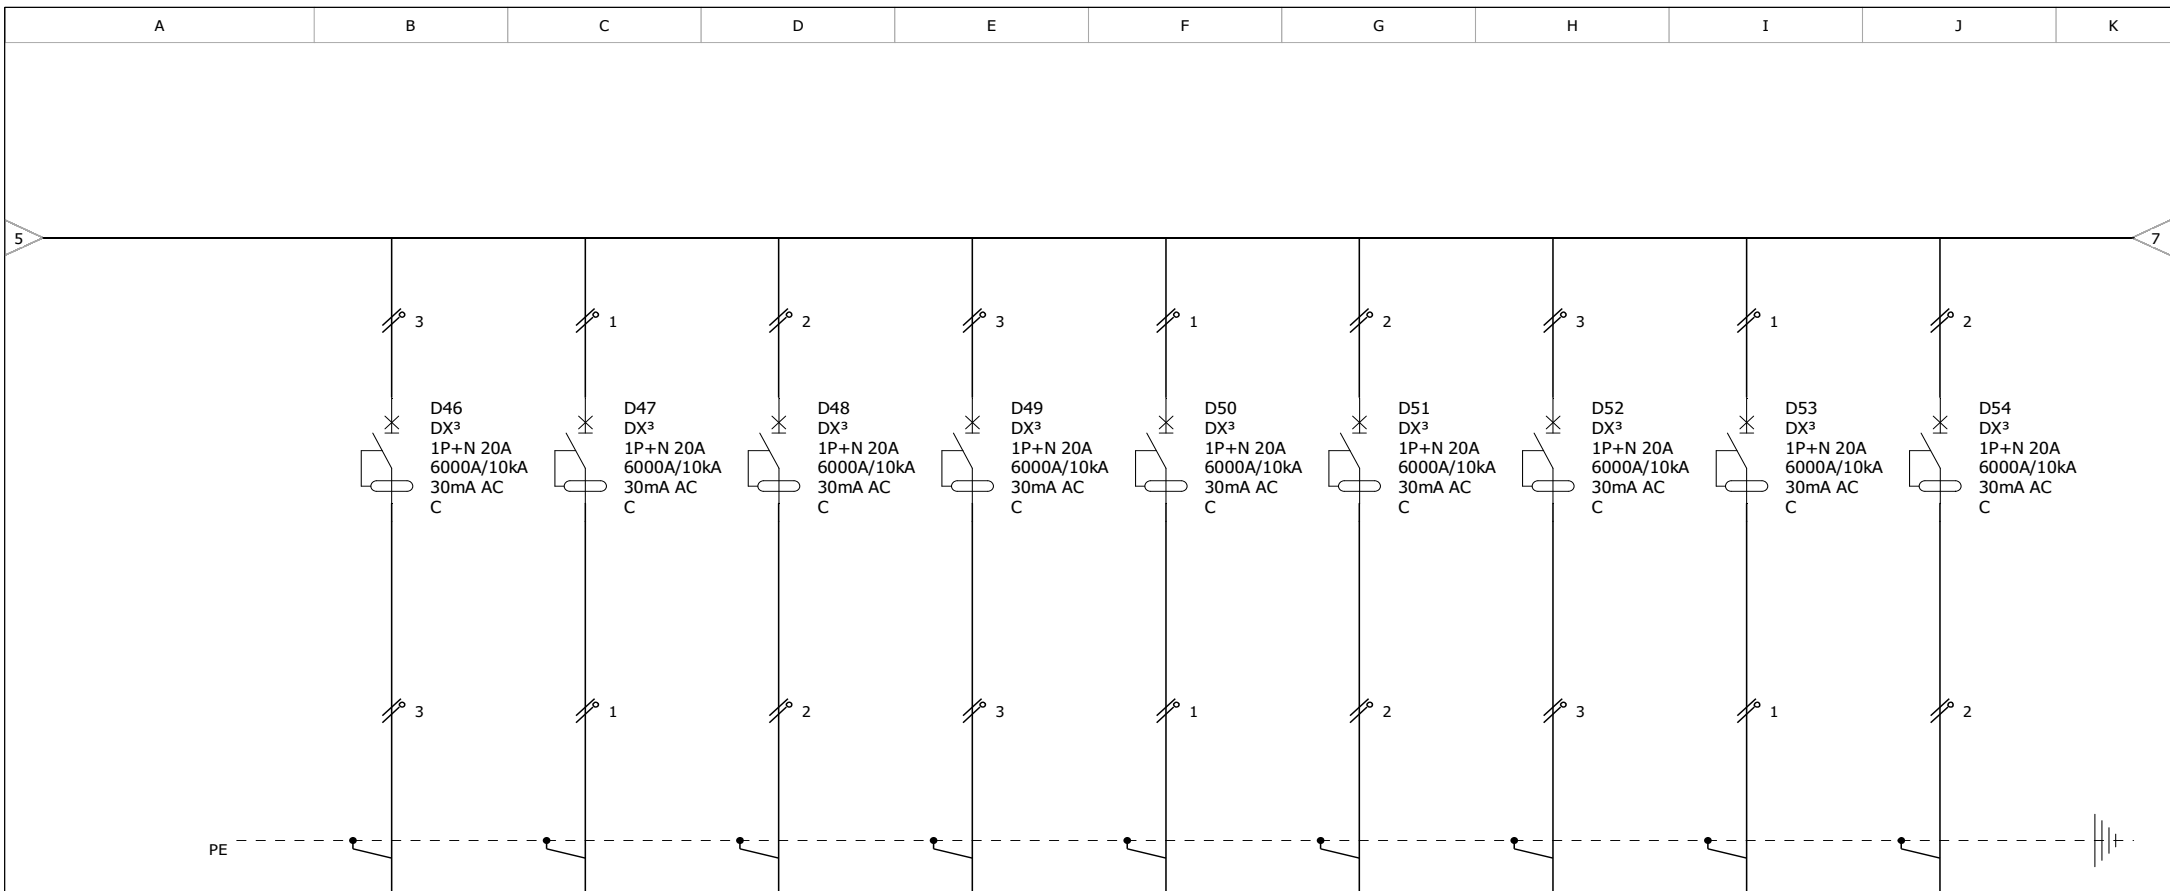 A B C D E F G H I J K
5 7
3 1 2 3 1 2 3 1 2
D46 D47 D48 D49 D50 D51 D52 D53 D54
DX³ DX³ DX³ DX³ DX³ DX³ DX³ DX³ DX³
1P+N 20A 1P+N 20A 1P+N 20A 1P+N 20A 1P+N 20A 1P+N 20A 1P+N 20A 1P+N 20A 1P+N 20A
6000A/10kA 6000A/10kA 6000A/10kA 6000A/10kA 6000A/10kA 6000A/10kA 6000A/10kA 6000A/10kA 6000A/10kA
30mA AC 30mA AC 30mA AC 30mA AC 30mA AC 30mA AC 30mA AC 30mA AC 30mA AC
C C C C C C C C C
3 1 2 3 1 2 3 1 2
PE